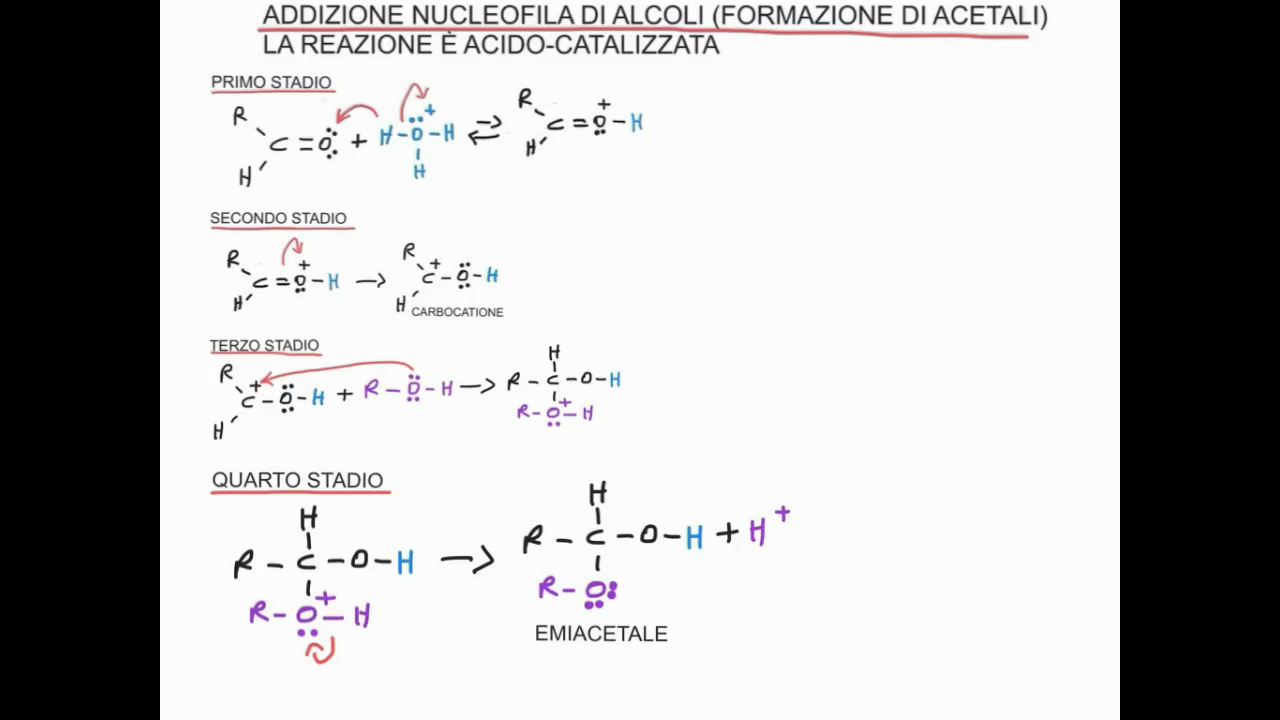 ADDIZIONE NUCLEOFILA DI ALCOLI (FORMAZIONE DI ACETALI)
LA REAZIONE È ACIDO-CATALIZZATA
PRIMO STADIO
R
H
C = O + H - O - H
H
+
⇌
R
H
C = O - H
+
SECONDO STADIO
R
H
C = O - H
+
→
R
H
C - O - H
+
CARBOCATIONE
TERZO STADIO
R
H
C - O - H + R - O - H
+
→
H
R - C - O - H
R - O - H
+
QUARTO STADIO
H
R - C - O - H
R - O - H
+
→
H
R - C - O - H + H+
R - O
EMIACETALE